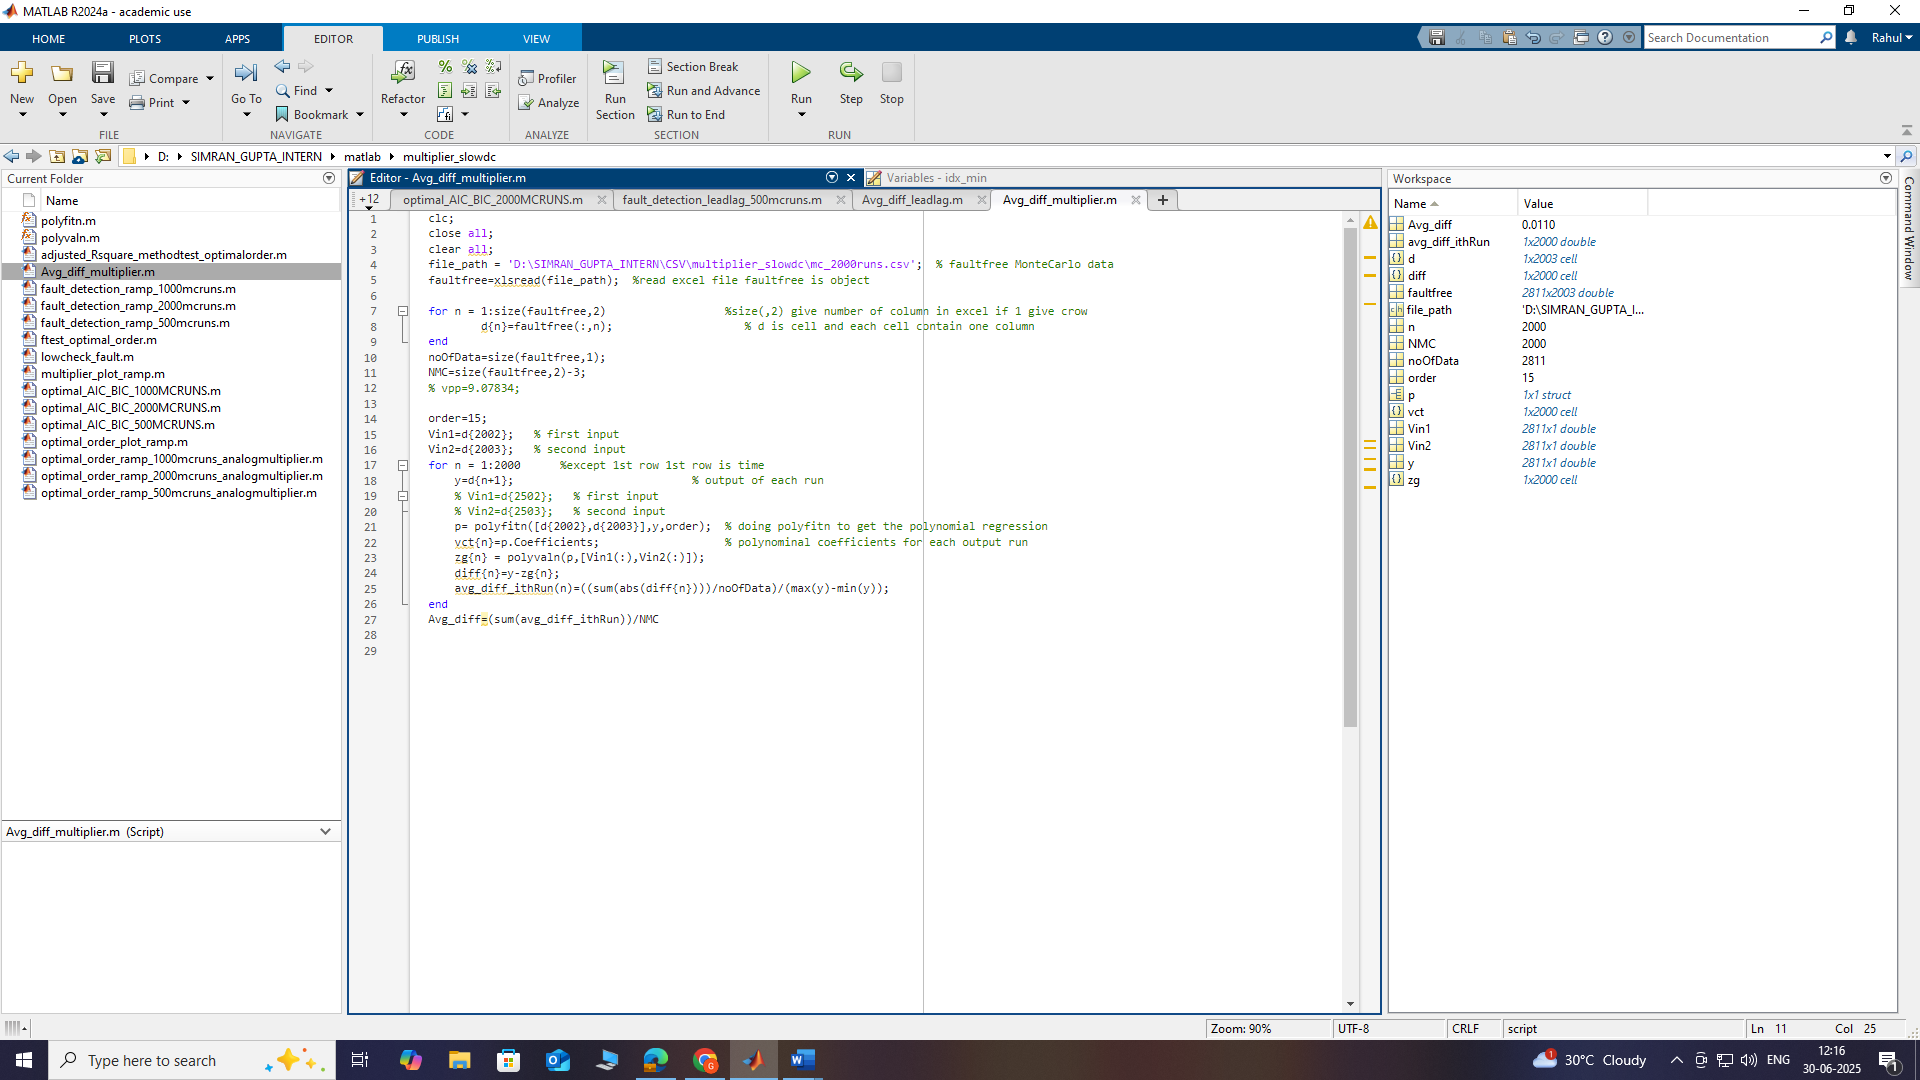 MATLAB R2024a - academic use
HOME PLOTS APPS EDITOR PUBLISH VIEW
Search Documentation
Rahul
New Open Save Compare Print
Go To Find Bookmark
Refactor
Profiler Analyze
Run Section Section Break Run and Advance Run to End
Run Step Stop
FILE NAVIGATE CODE ANALYZE SECTION RUN
D: SIMRAN_GUPTA_INTERN matlab multiplier_slowdc
Current Folder
Name
polyfitn.m
polyvaln.m
adjusted_Rsquare_methodtest_optimalorder.m
Avg_diff_multiplier.m
fault_detection_ramp_1000mcruns.m
fault_detection_ramp_2000mcruns.m
fault_detection_ramp_500mcruns.m
ftest_optimal_order.m
lowcheck_fault.m
multiplier_plot_ramp.m
optimal_AIC_BIC_1000MCRUNS.m
optimal_AIC_BIC_2000MCRUNS.m
optimal_AIC_BIC_500MCRUNS.m
optimal_order_plot_ramp.m
optimal_order_ramp_1000mcruns_analogmultiplier.m
optimal_order_ramp_2000mcruns_analogmultiplier.m
optimal_order_ramp_500mcruns_analogmultiplier.m
Avg_diff_multiplier.m (Script)
Editor - Avg_diff_multiplier.m
Variables - idx_min
+12 optimal_AIC_BIC_2000MCRUNS.m fault_detection_leadlag_500mcruns.m Avg_diff_leadlag.m Avg_diff_multiplier.m
1 clc;
2 close all;
3 clear all;
4 file_path = 'D:\SIMRAN_GUPTA_INTERN\CSV\multiplier_slowdc\mc_2000runs.csv'; % faultfree MonteCarlo data
5 faultfree=xlsread(file_path); %read excel file faultfree is object
6
7 for n = 1:size(faultfree,2) %size(,2) give number of column in excel if 1 give crow
8 d{n}=faultfree(:,n); % d is cell and each cell contain one column
9 end
10 noOfData=size(faultfree,1);
11 NMC=size(faultfree,2)-3;
12 % vpp=9.07834;
13
14 order=15;
15 Vin1=d{2002}; % first input
16 Vin2=d{2003}; % second input
17 for n = 1:2000 %except 1st row 1st row is time
18 y=d{n+1}; % output of each run
19 % Vin1=d{2502}; % first input
20 % Vin2=d{2503}; % second input
21 p= polyfitn([d{2002},d{2003}],y,order); % doing polyfitn to get the polynomial regression
22 vct{n}=p.Coefficients; % polynominal coefficients for each output run
23 zg{n} = polyvaln(p,[Vin1(:),Vin2(:)]);
24 diff{n}=y-zg{n};
25 avg_diff_ithRun(n)=((sum(abs(diff{n})))/noOfData)/(max(y)-min(y));
26 end
27 Avg_diff=(sum(avg_diff_ithRun))/NMC
28
29
Workspace
Name Value
Avg_diff 0.0110
avg_diff_ithRun 1x2000 double
d 1x2003 cell
diff 1x2000 cell
faultfree 2811x2003 double
file_path 'D:\SIMRAN_GUPTA_I...
n 2000
NMC 2000
noOfData 2811
order 15
p 1x1 struct
vct 1x2000 cell
Vin1 2811x1 double
Vin2 2811x1 double
y 2811x1 double
zg 1x2000 cell
Command Window
Zoom: 90% UTF-8 CRLF script Ln 11 Col 25
Type here to search
30°C Cloudy
ENG
12:16
30-06-2025